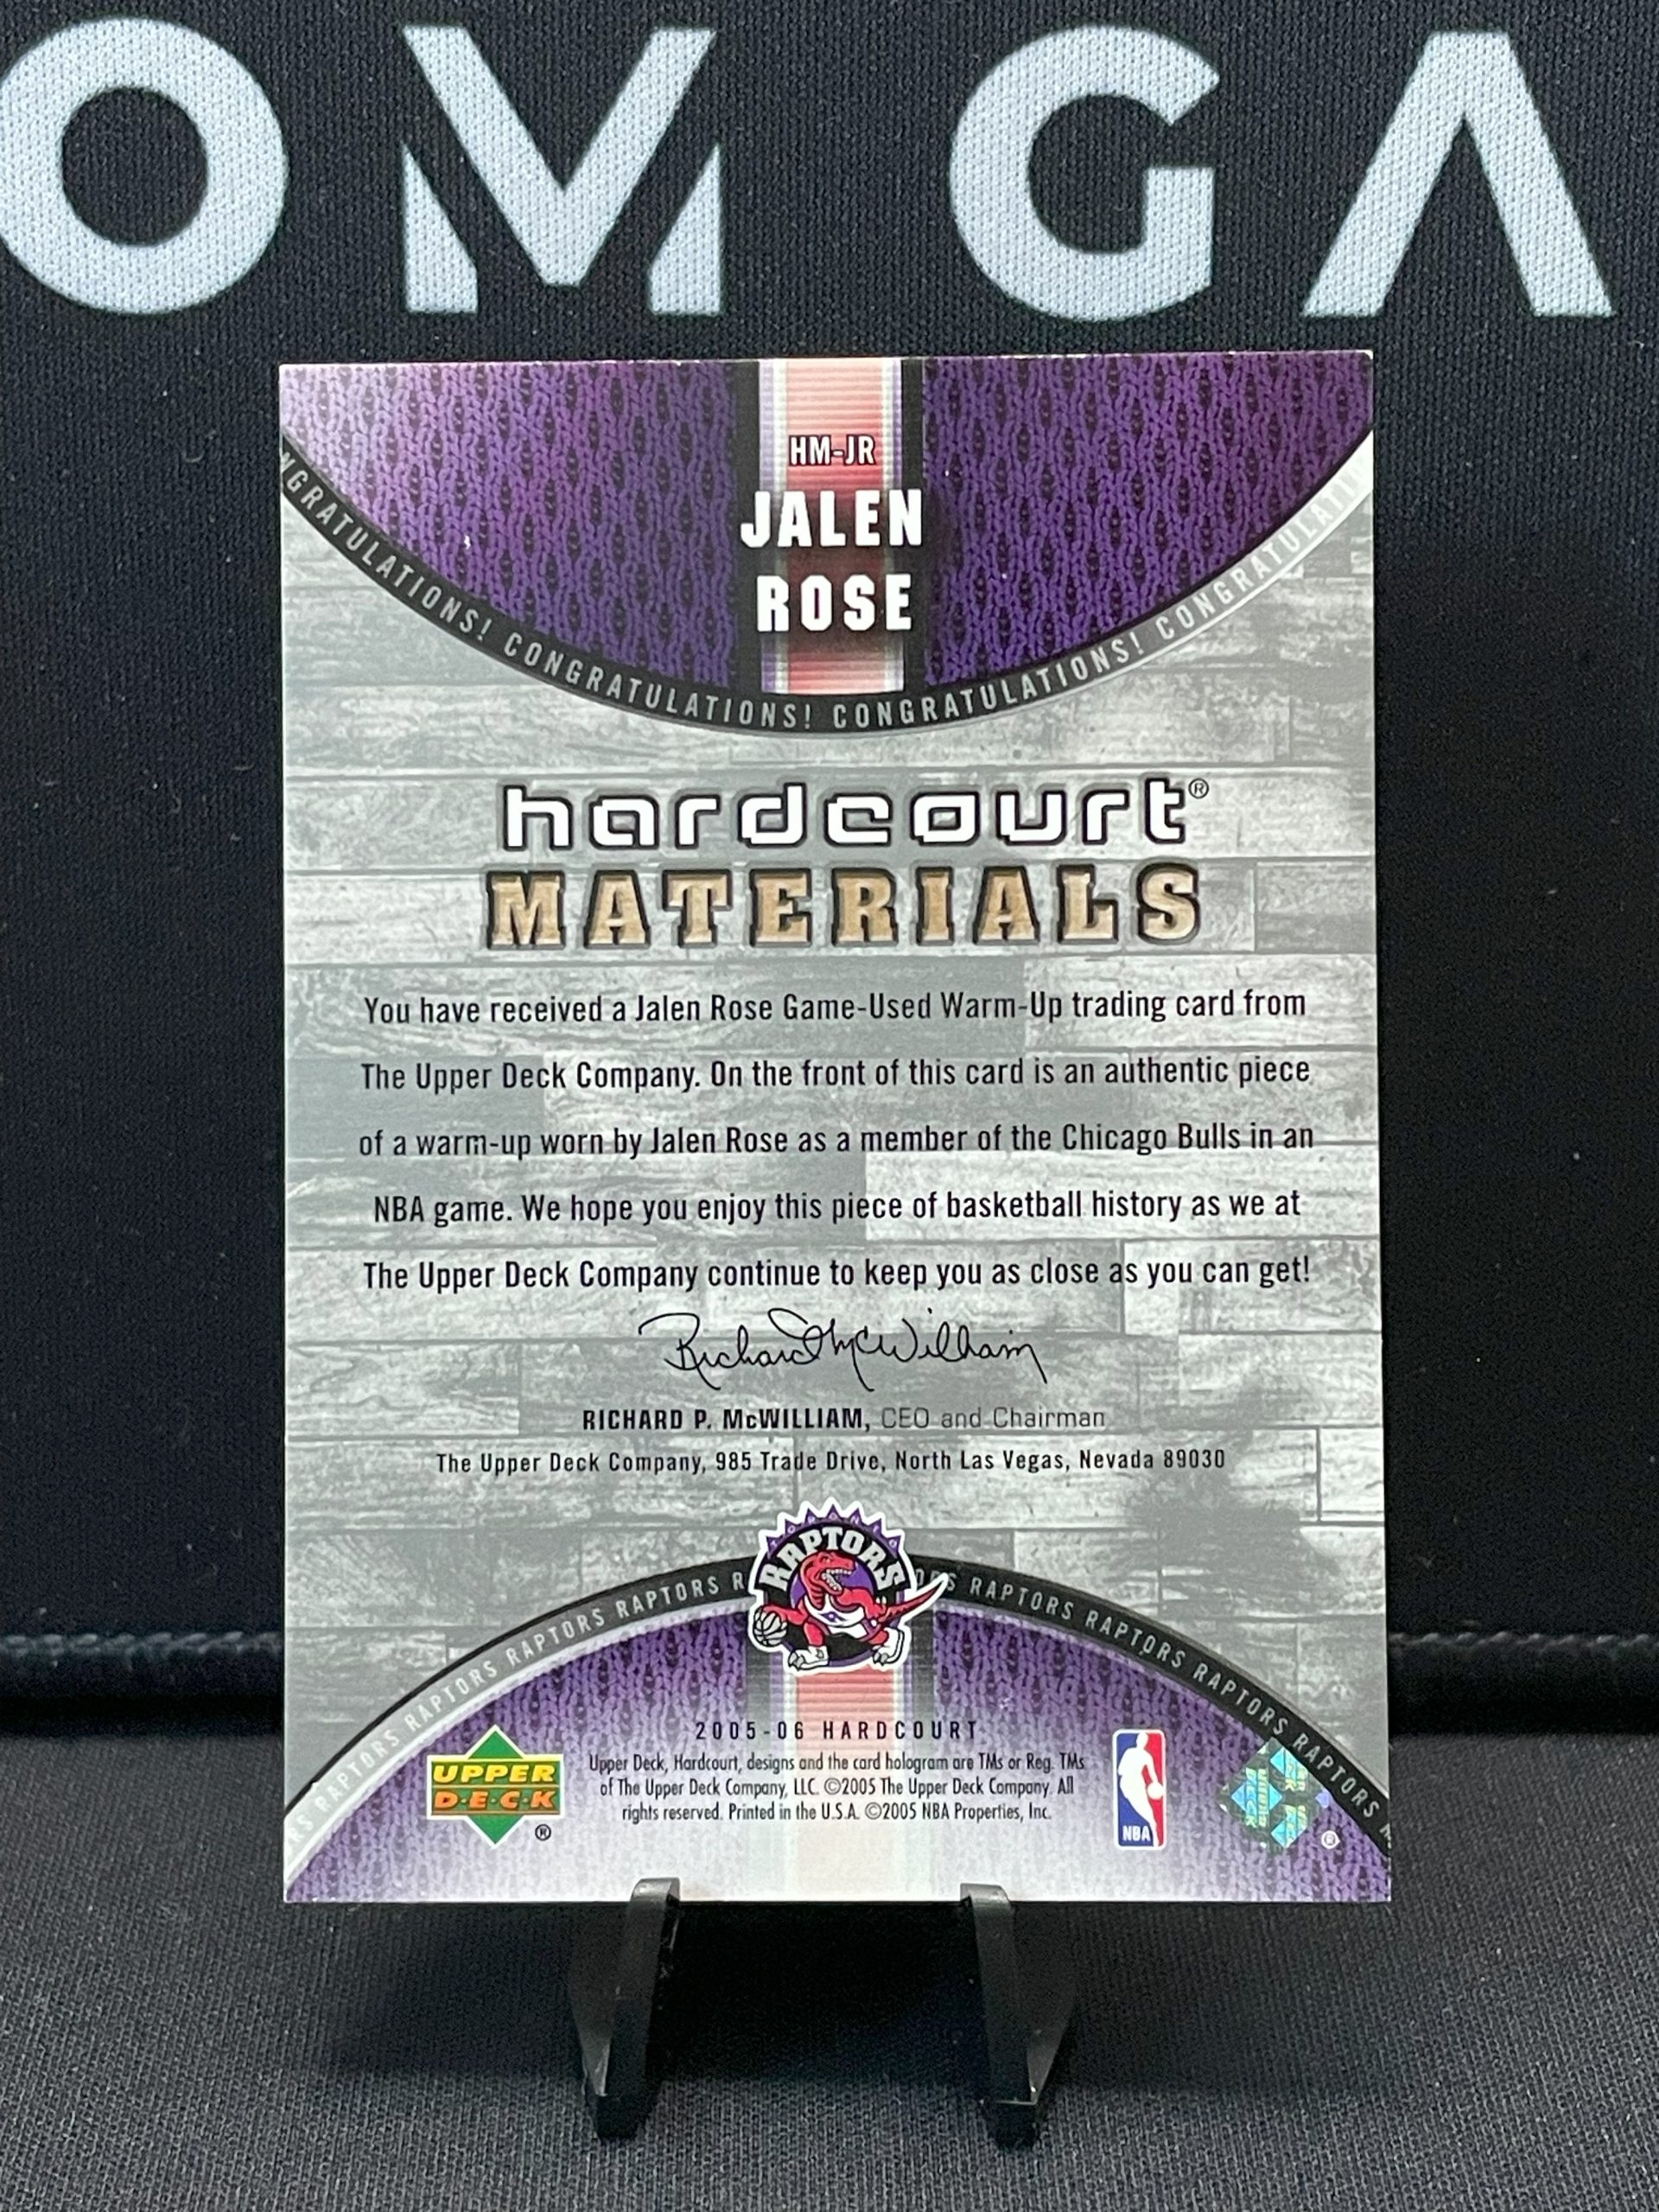 OM GA
HM-JR
JALEN
ROSE
NGRATULATIONS! CONGRATULATIONS! CONGRATULATIONS! CONGRATULATI
hardcourt®
MATERIALS
You have received a Jalen Rose Game-Used Warm-Up trading card from
The Upper Deck Company. On the front of this card is an authentic piece
of a warm-up worn by Jalen Rose as a member of the Chicago Bulls in an
NBA game. We hope you enjoy this piece of basketball history as we at
The Upper Deck Company continue to keep you as close as you can get!
Richard McWilliam
RICHARD P. McWILLIAM, CEO and Chairman
The Upper Deck Company, 985 Trade Drive, North Las Vegas, Nevada 89030
TORONTO
RAPTORS
RS RAPTORS RAPTORS RAPTORS RAPTORS R
ORS RAPTORS RAPTORS RAPTORS RAPTORS
2005-06 HARDCOURT
UPPER
DECK
®
Upper Deck, Hardcourt, designs and the card hologram are TMs or Reg. TMs
of The Upper Deck Company, LLC. ©2005 The Upper Deck Company. All
rights reserved. Printed in the U.S.A. ©2005 NBA Properties, Inc.
NBA
®